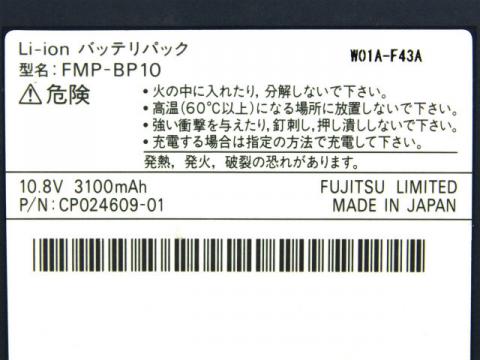 Li-ion バッテリパック
W01A-F43A
型名：FMP-BP10
⚠危険
・火の中に入れたり，分解しないで下さい。
・高温(60℃以上)になる場所に放置しないで下さい。
・強い衝撃を与えたり，釘刺し，押し潰ししないで下さい。
・充電する場合は指定の方法で充電して下さい。
発熱，発火，破裂の恐れがあります。
10.8V 3100mAh
FUJITSU LIMITED
P/N：CP024609-01
MADE IN JAPAN